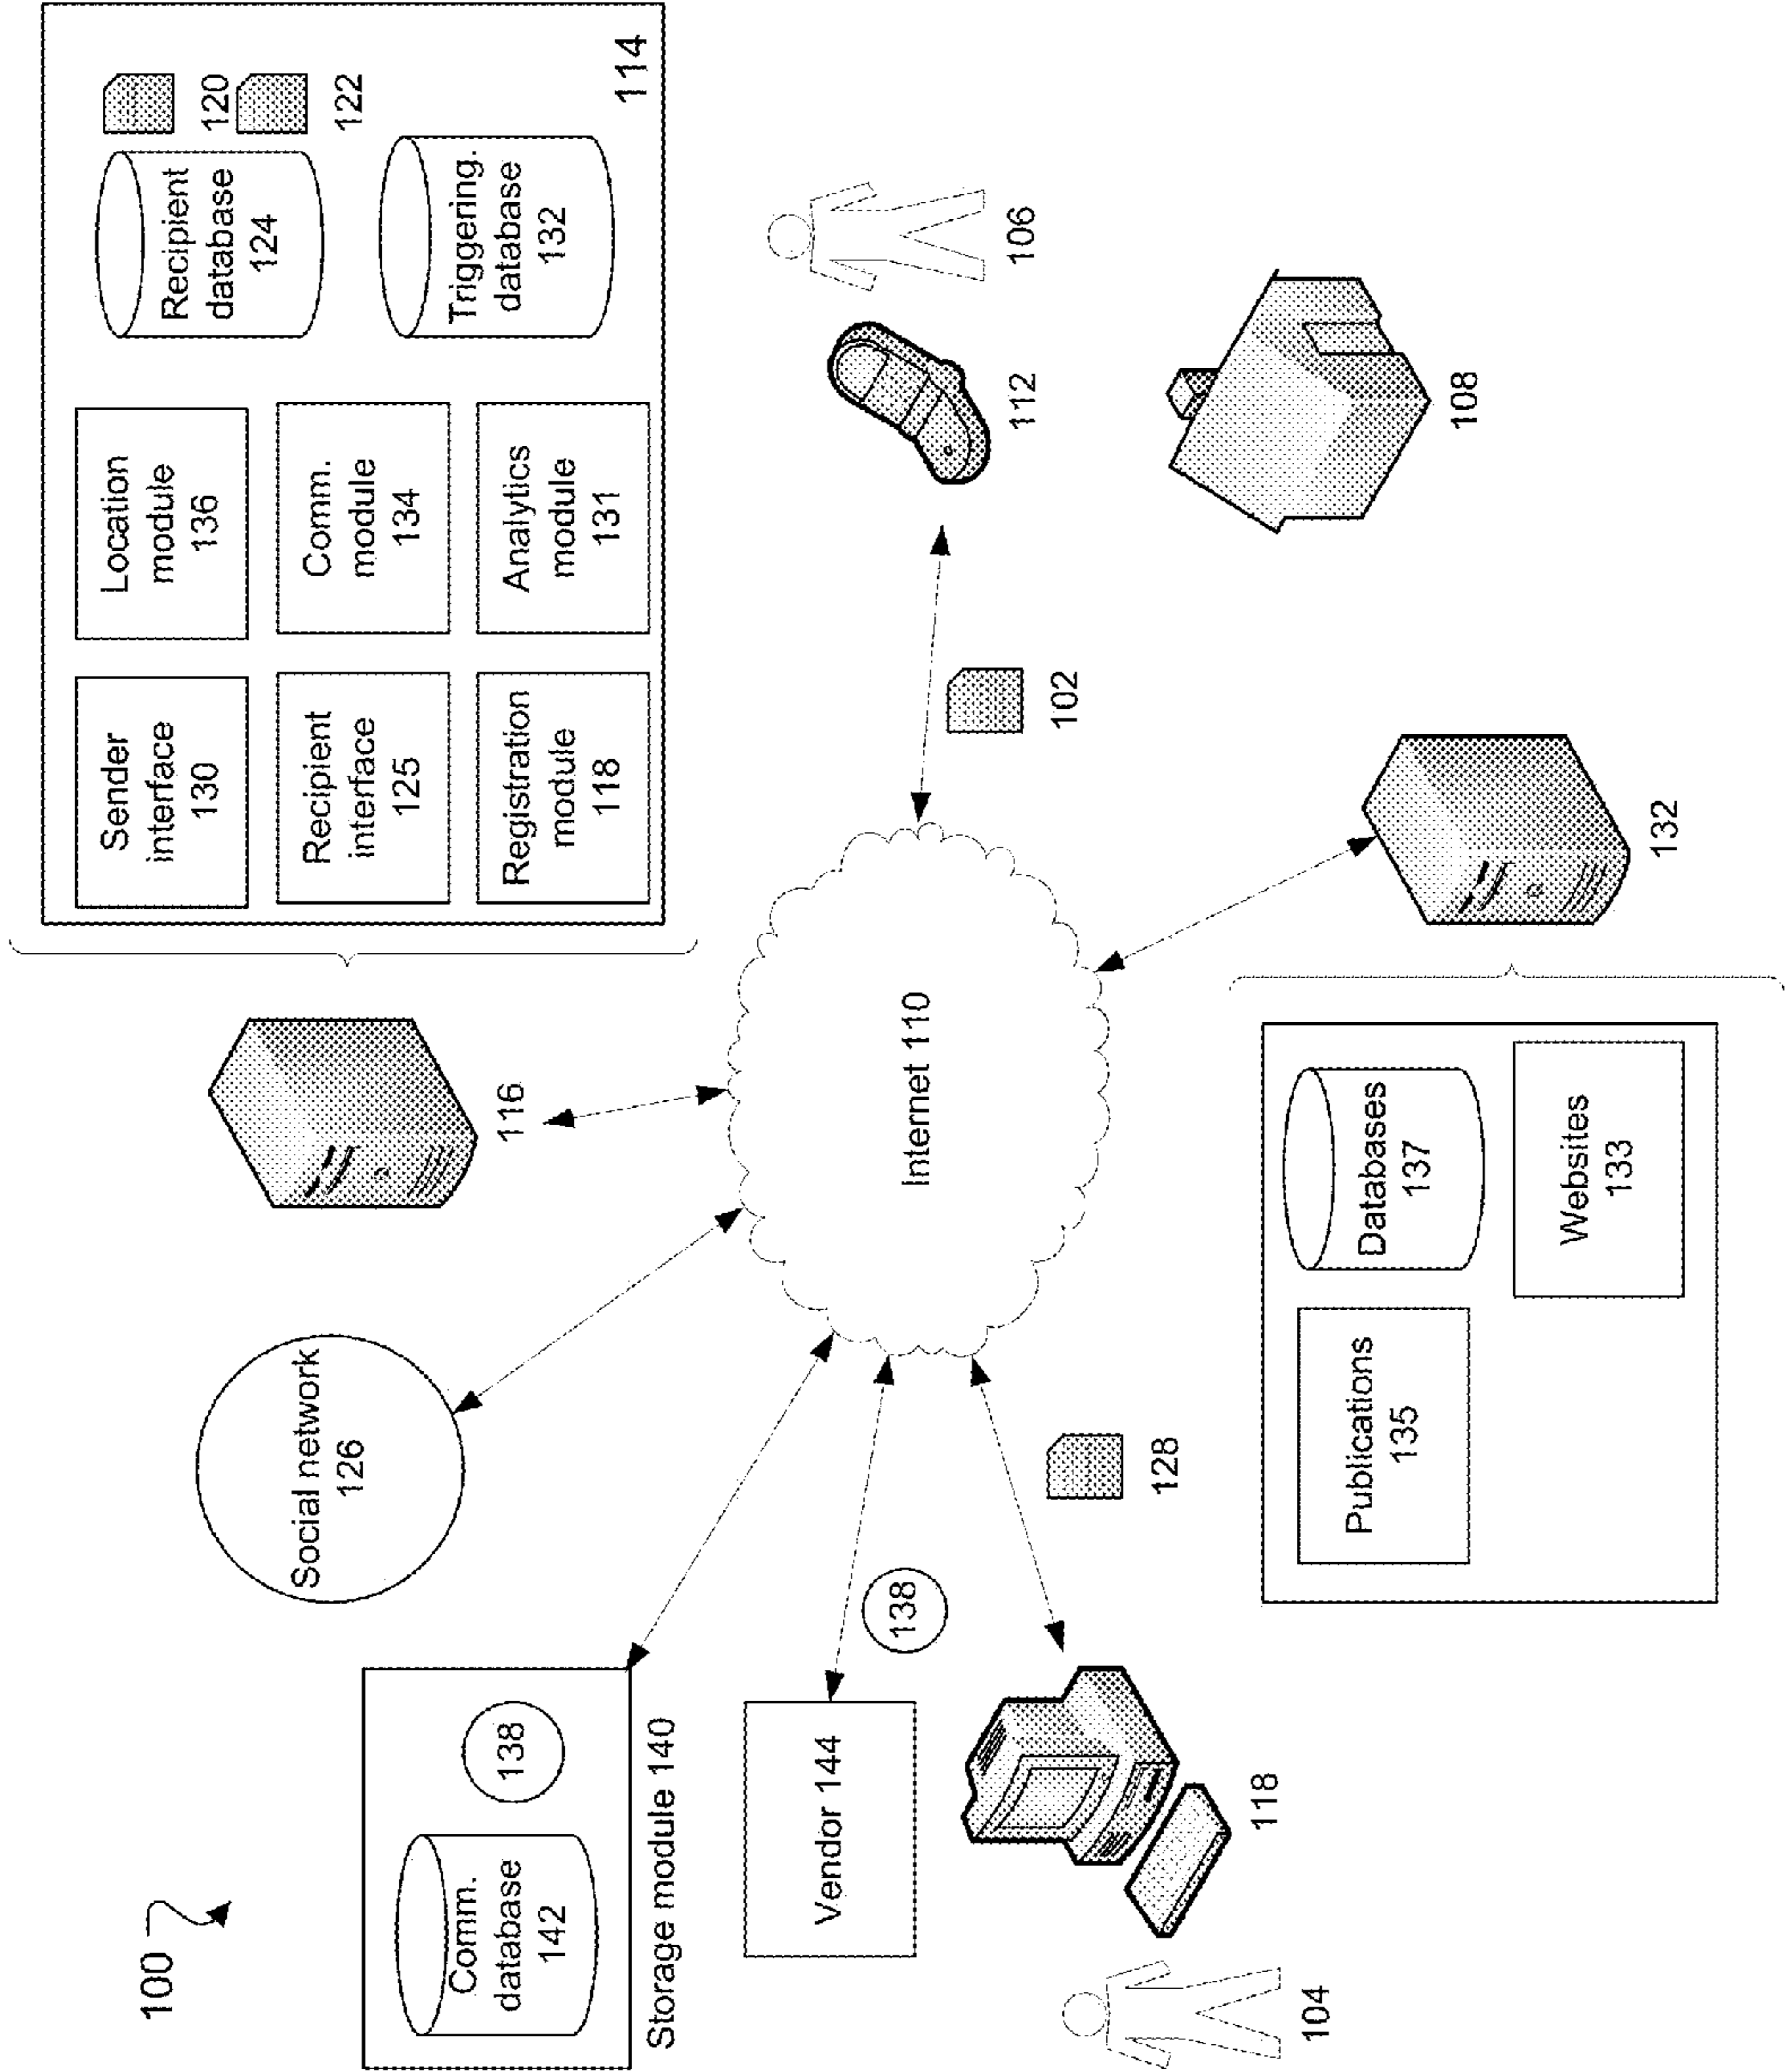 100
Comm.
database
142
138
Storage module 140
Social network
126
116
Sender
interface
130
Location
module
136
Recipient
database
124
120
122
Recipient
interface
125
Comm.
module
134
Registration
module
118
Analytics
module
131
Triggering.
database
132
114
Vendor 144
138
Internet 110
102
112
106
104
118
128
108
Publications
135
Databases
137
Websites
133
132